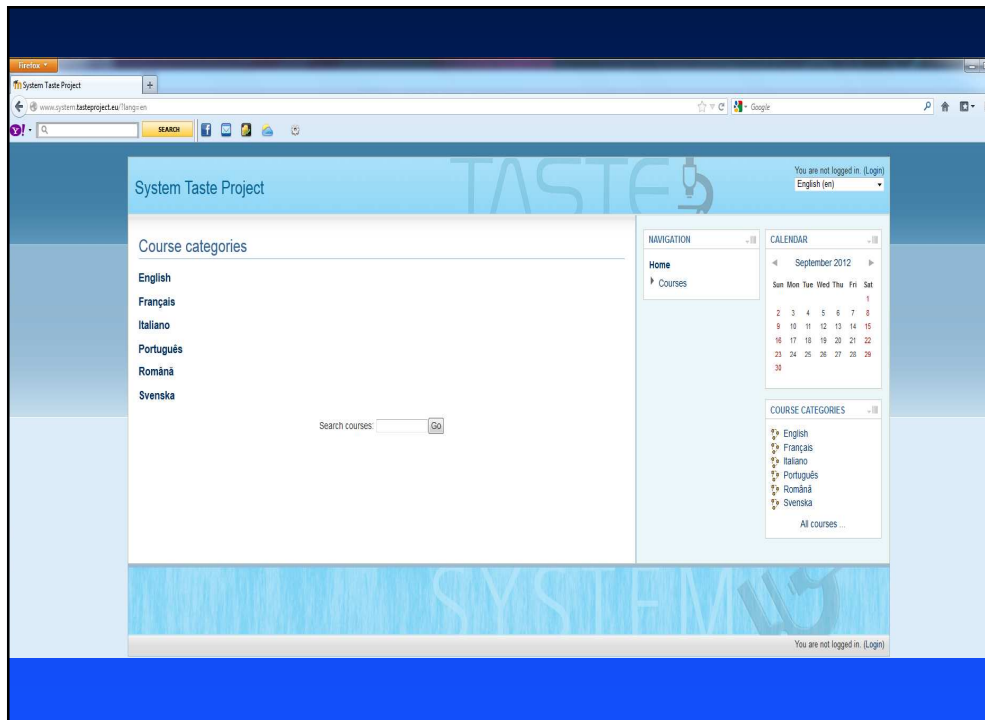 Firefox
System Taste Project
www.system.tasteproject.eu/?lang=en
Google
SEARCH
System Taste Project
TASTE
You are not logged in. (Login)
English (en)
Course categories
English
Français
Italiano
Português
Română
Svenska
Search courses:
Go
NAVIGATION
Home
Courses
CALENDAR
September 2012
Sun Mon Tue Wed Thu Fri Sat
1
2 3 4 5 6 7 8
9 10 11 12 13 14 15
16 17 18 19 20 21 22
23 24 25 26 27 28 29
30
COURSE CATEGORIES
English
Français
Italiano
Português
Română
Svenska
All courses ...
SYSTEM
You are not logged in. (Login)